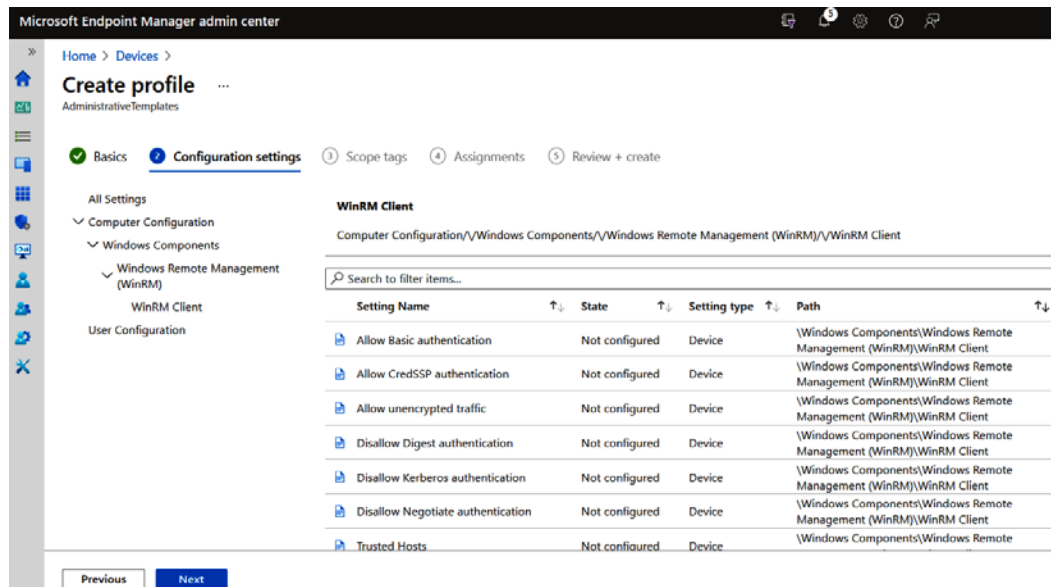 Microsoft Endpoint Manager admin center
5
Home > Devices >
Create profile ...
AdministrativeTemplates
Basics 2 Configuration settings 3 Scope tags 4 Assignments 5 Review + create
All Settings
Computer Configuration
Windows Components
Windows Remote Management
(WinRM)
WinRM Client
User Configuration
WinRM Client
Computer Configuration/\/Windows Components/\/Windows Remote Management (WinRM)/\/WinRM Client
Search to filter items...
Setting Name ↑↓ State ↑↓ Setting type ↑↓ Path ↑↓
Allow Basic authentication Not configured Device \Windows Components\Windows Remote
Management (WinRM)\WinRM Client
Allow CredSSP authentication Not configured Device \Windows Components\Windows Remote
Management (WinRM)\WinRM Client
Allow unencrypted traffic Not configured Device \Windows Components\Windows Remote
Management (WinRM)\WinRM Client
Disallow Digest authentication Not configured Device \Windows Components\Windows Remote
Management (WinRM)\WinRM Client
Disallow Kerberos authentication Not configured Device \Windows Components\Windows Remote
Management (WinRM)\WinRM Client
Disallow Negotiate authentication Not configured Device \Windows Components\Windows Remote
Management (WinRM)\WinRM Client
Trusted Hosts Not configured Device \Windows Components\Windows Remote
Previous Next